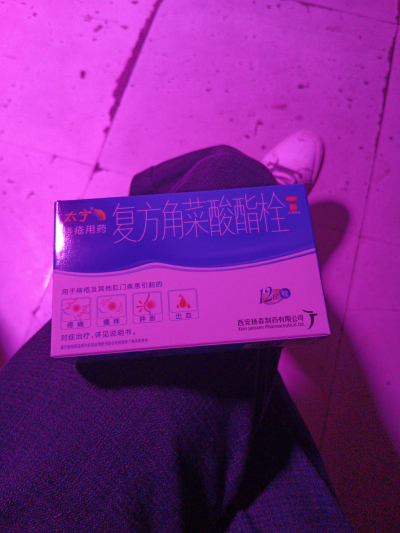 太宁
痔疮用药
复方角菜酸酯栓
用于痔疮及其他肛门疾患引起的
疼痛
瘙痒
肿胀
出血
对症治疗，详见说明书。
12
西安杨森制药有限公司
Xian Janssen Pharmaceutical Ltd.